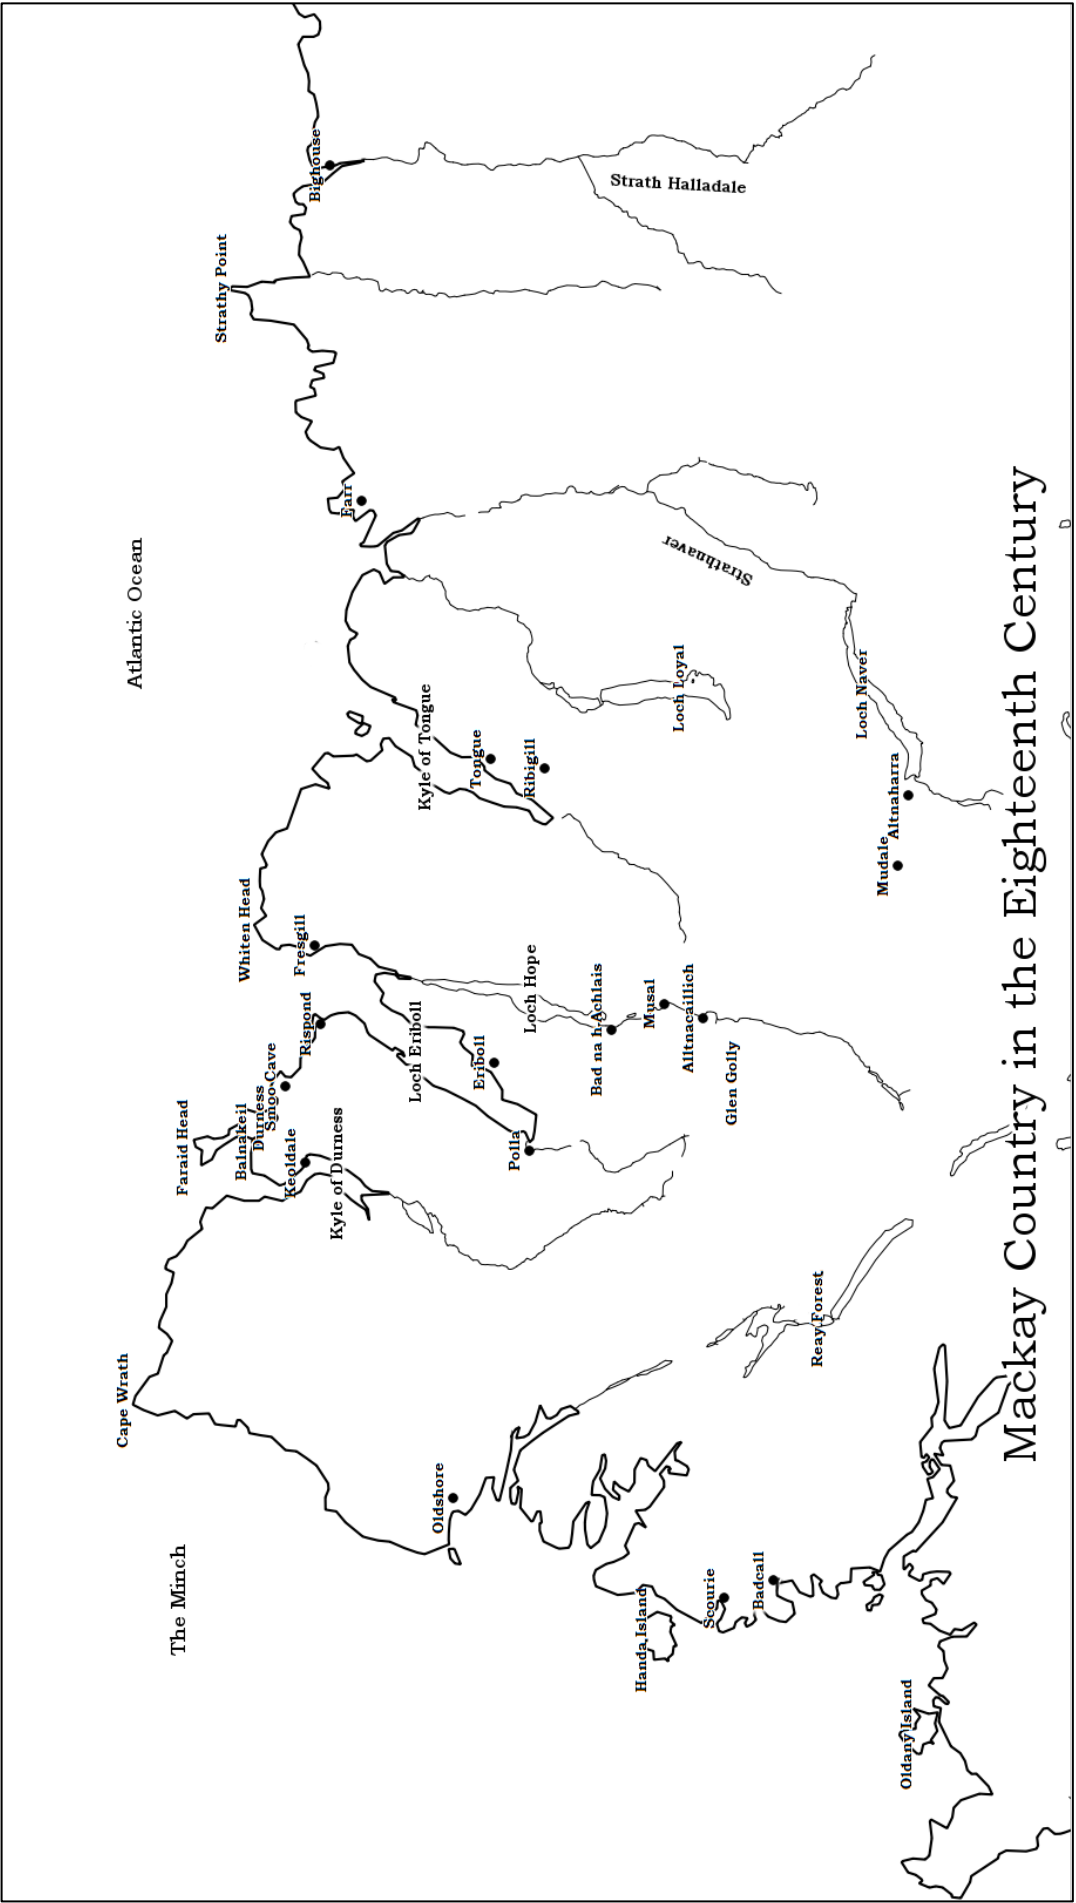 Cape Wrath
Faraid Head
Balnakeil
Durness
Smoo Cave
Keoldale
Rispond
Kyle of Durness
Whiten Head
Fresgill
Strathy Point
Bighouse
Atlantic Ocean
The Minch
Farr
Kyle of Tongue
Tongue
Ribigill
Loch Eriboll
Eriboll
Polla
Loch Hope
Oldshore
Bad na h-Achlais
Musal
Alltnacaillich
Glen Golly
Loch Loyal
Strathnaver
Strath Halladale
Handa Island
Scourie
Badcall
Reay Forest
Loch Naver
Altnaharra
Mudale
Oldany Island
Mackay Country in the Eighteenth Century